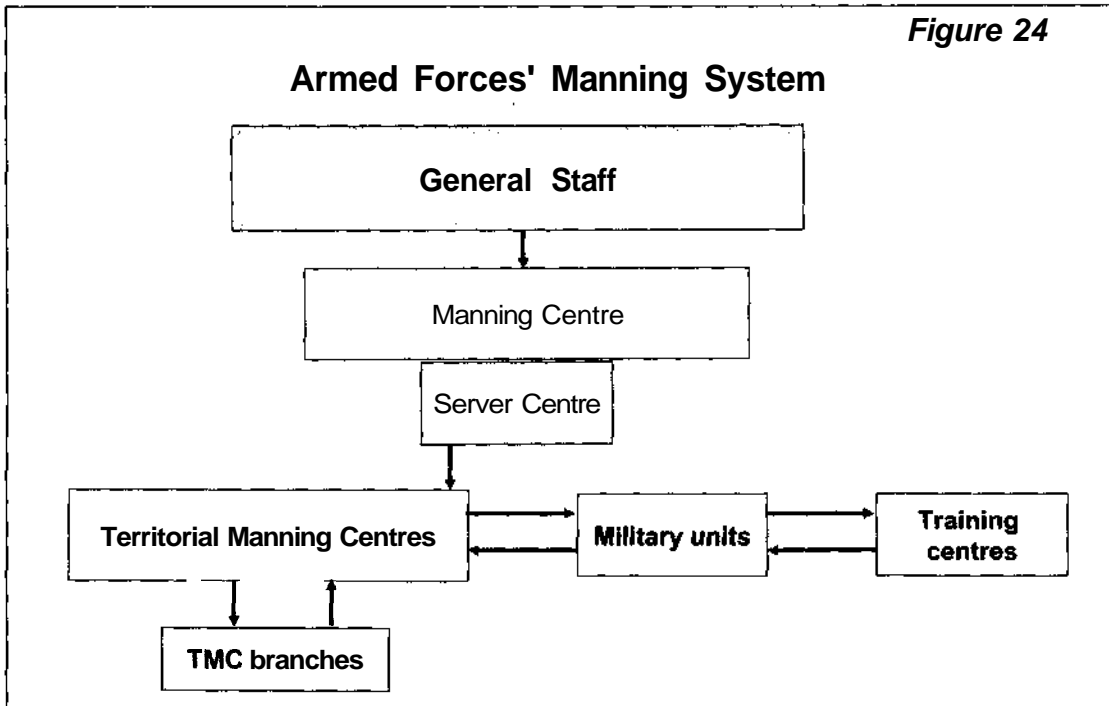 Figure 24
Armed Forces' Manning System
General Staff
Manning Centre
Server Centre
Territorial Manning Centres
Military units
Training
centres
TMC branches